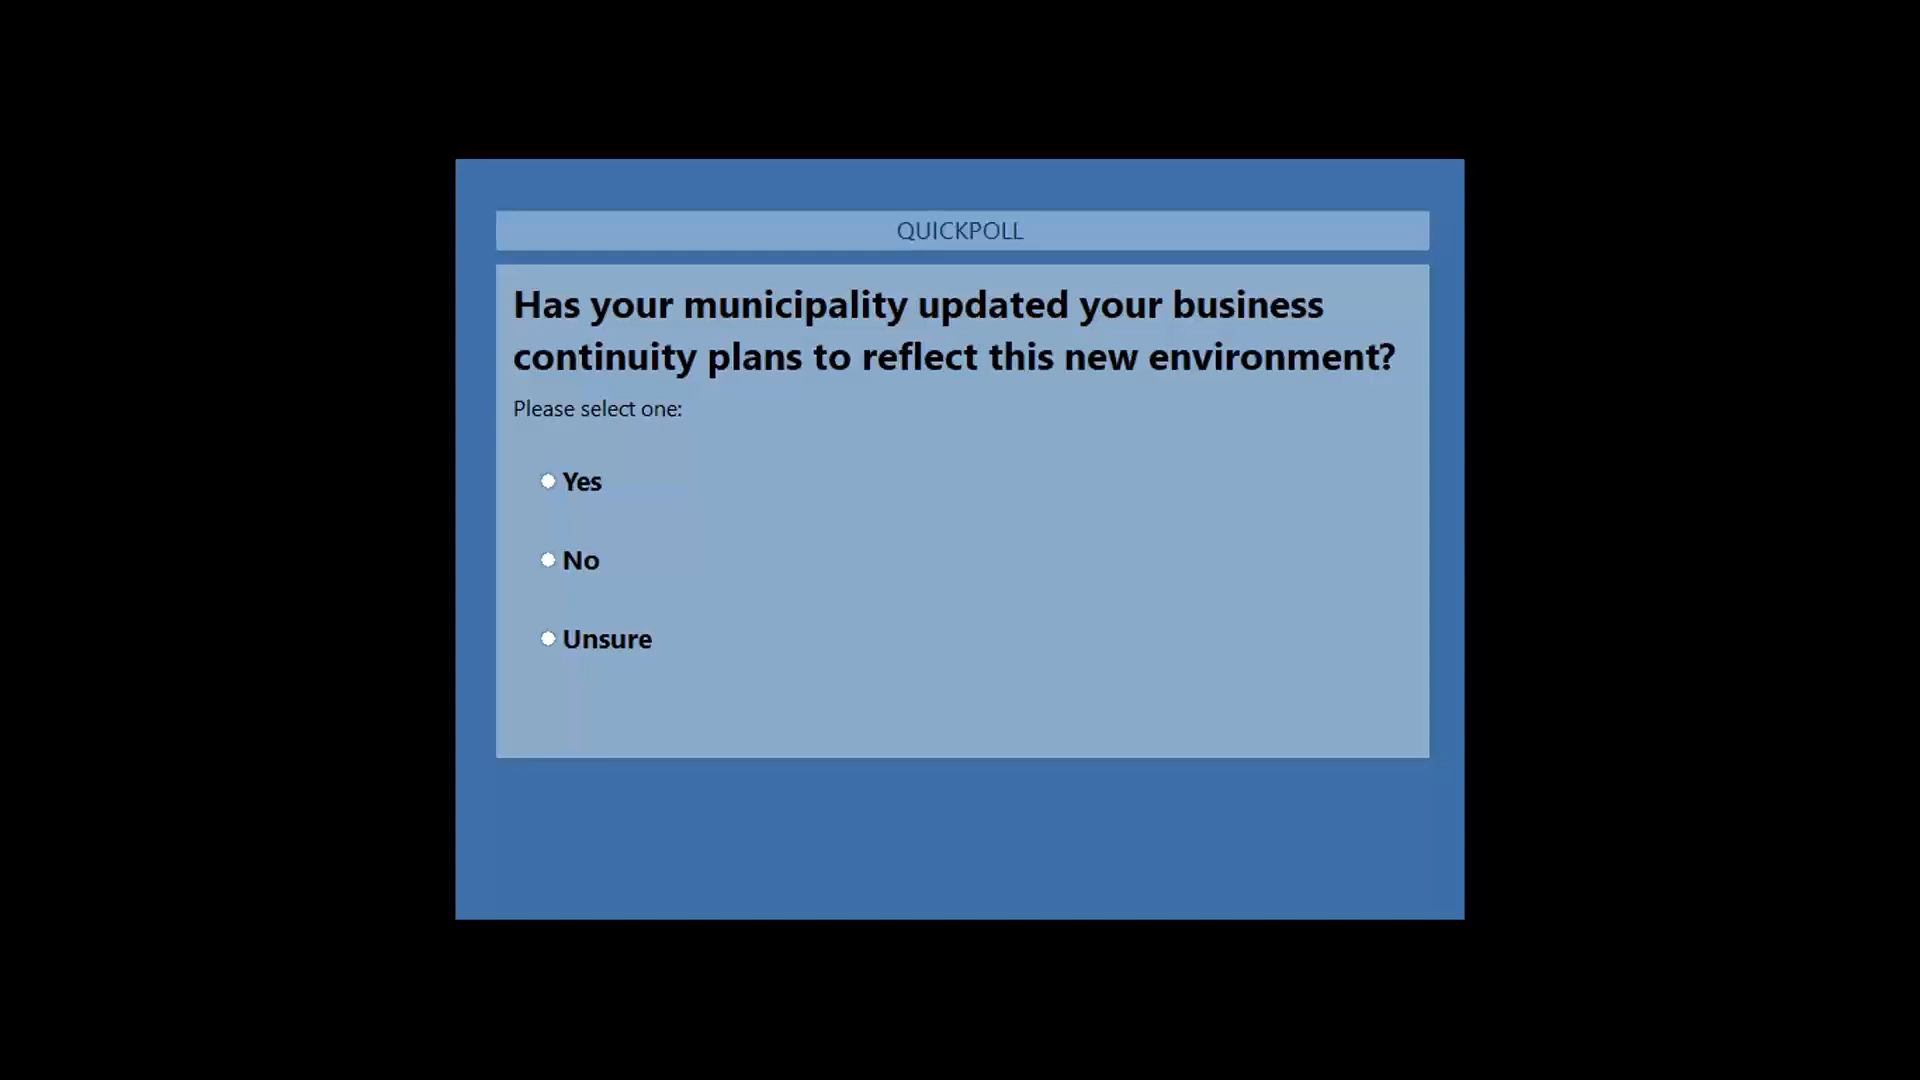 QUICKPOLL
Has your municipality updated your business
continuity plans to reflect this new environment?
Please select one:
Yes
No
Unsure